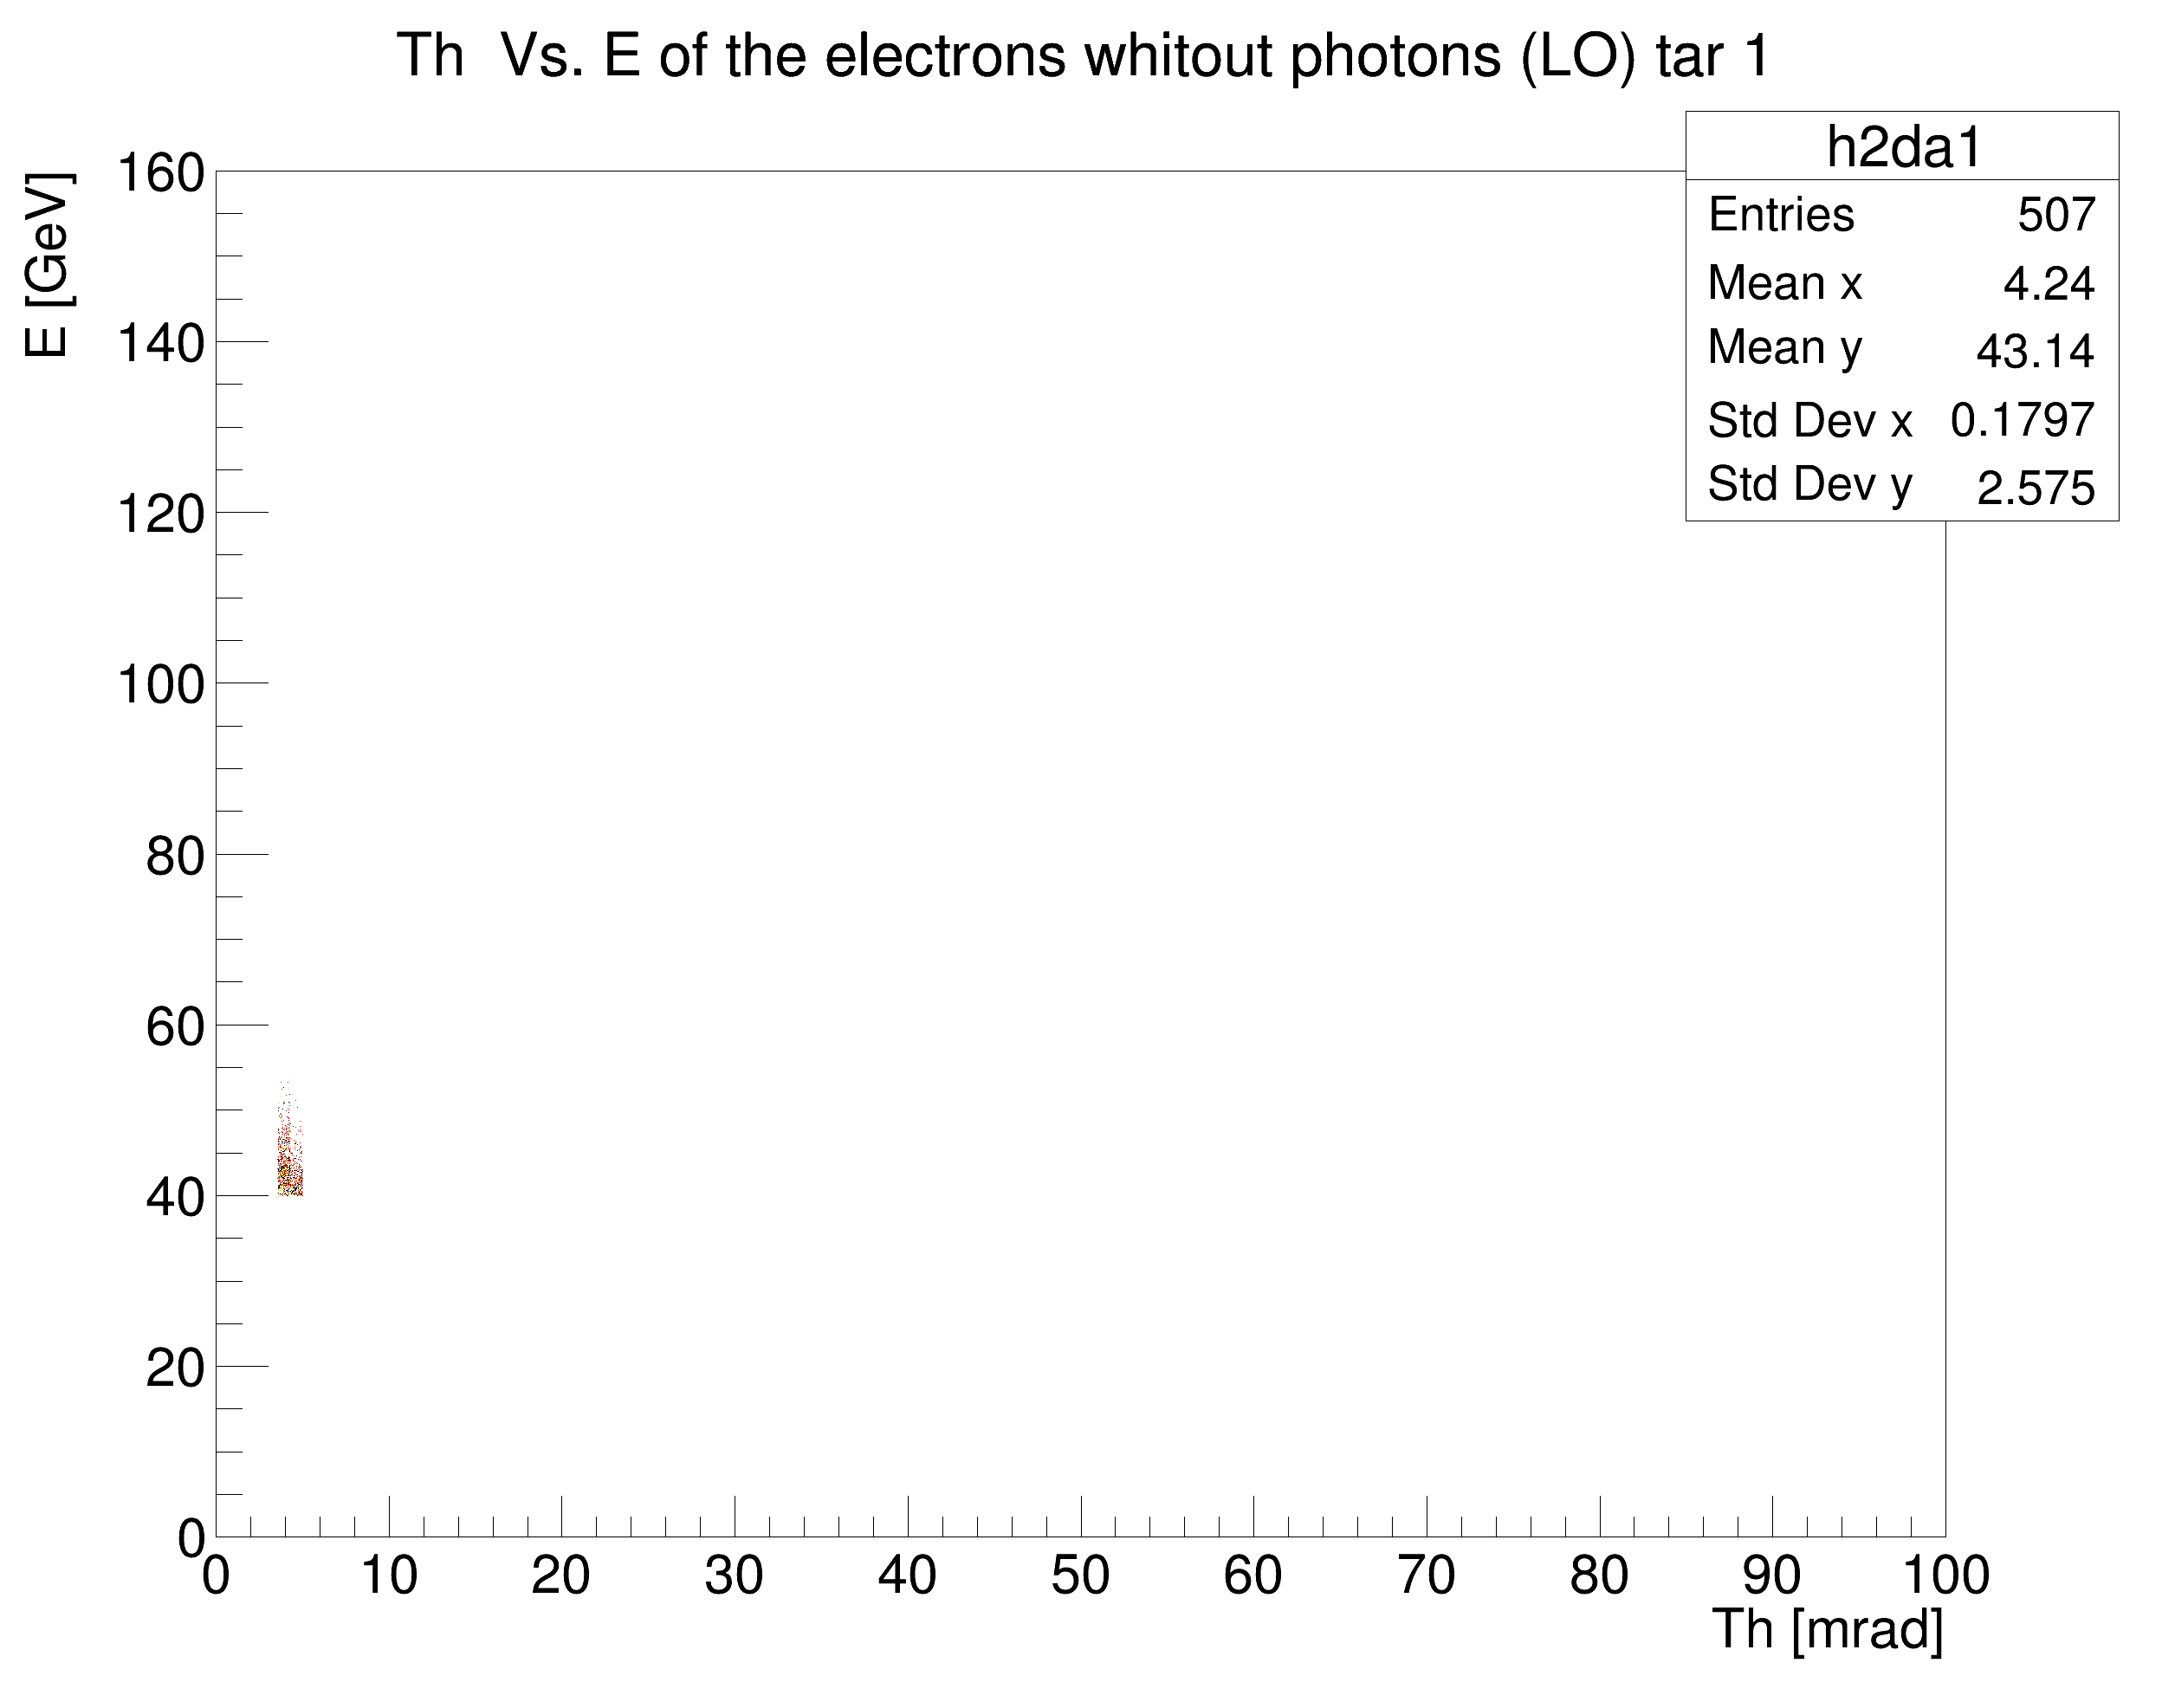 Th Vs. E of the electrons whitout photons (LO) tar 1
h2da1
Entries 507
Mean x 4.24
Mean y 43.14
Std Dev x 0.1797
Std Dev y 2.575
E [GeV]
160
140
120
100
80
60
40
20
0
0 10 20 30 40 50 60 70 80 90 100
Th [mrad]